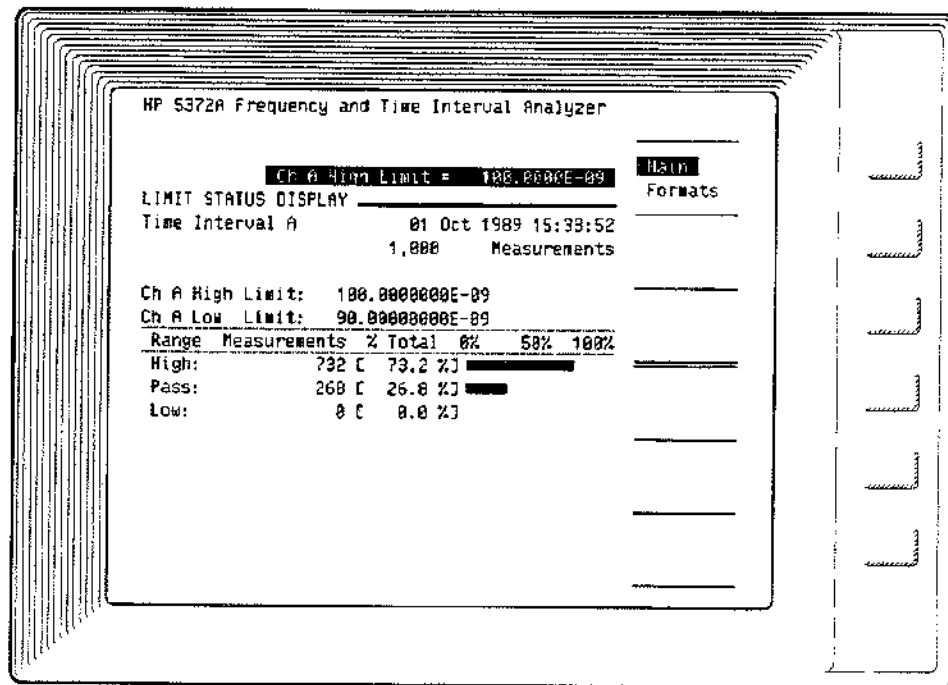 HP 5372A Frequency and Time Interval Analyzer
Ch A High Limit = 100.0000E-09
LIMIT STATUS DISPLAY
Time Interval A 01 Oct 1989 15:33:52
1,000 Measurements
Ch A High Limit: 100.0000000E-09
Ch A Low Limit: 90.00000000E-09
Range Measurements % Total 0% 50% 100%
High: 732 [ 73.2 %]
Pass: 268 [ 26.8 %]
Low: 0 [ 0.0 %]
Main
Formats